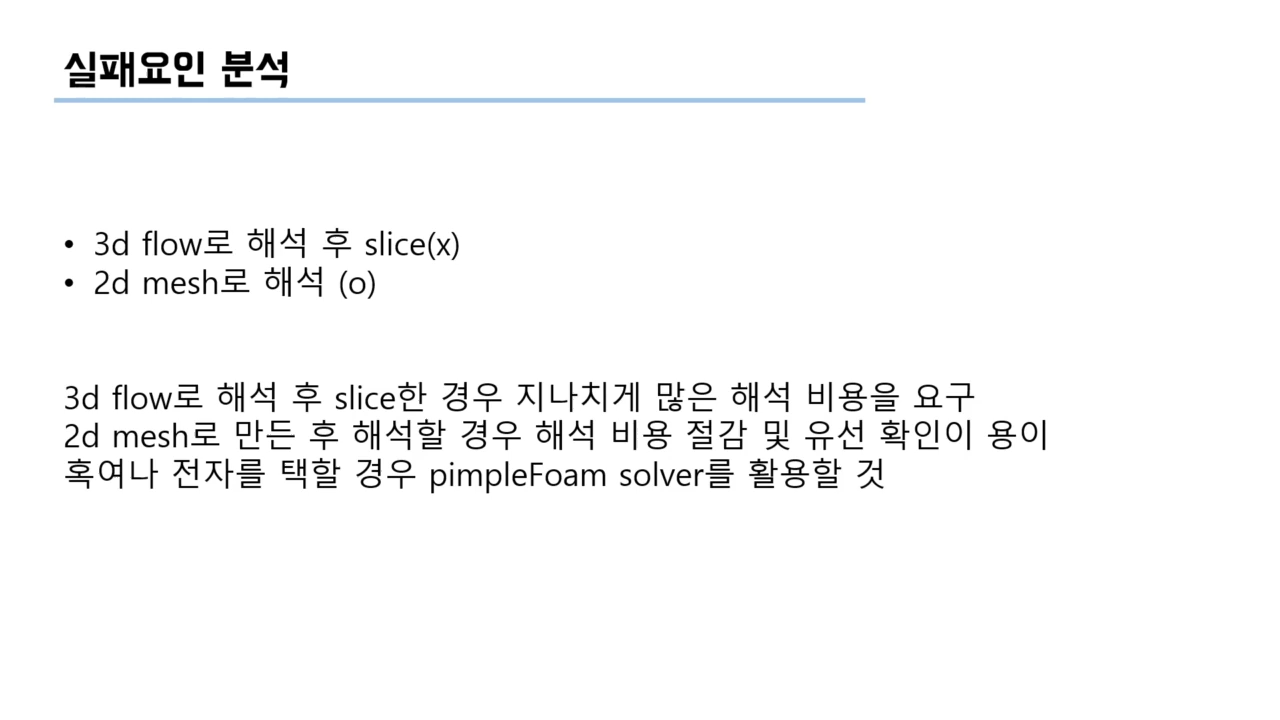 실패요인 분석
• 3d flow로 해석 후 slice(x)
• 2d mesh로 해석 (o)
3d flow로 해석 후 slice한 경우 지나치게 많은 해석 비용을 요구
2d mesh로 만든 후 해석할 경우 해석 비용 절감 및 유선 확인이 용이
혹여나 전자를 택할 경우 pimpleFoam solver를 활용할 것